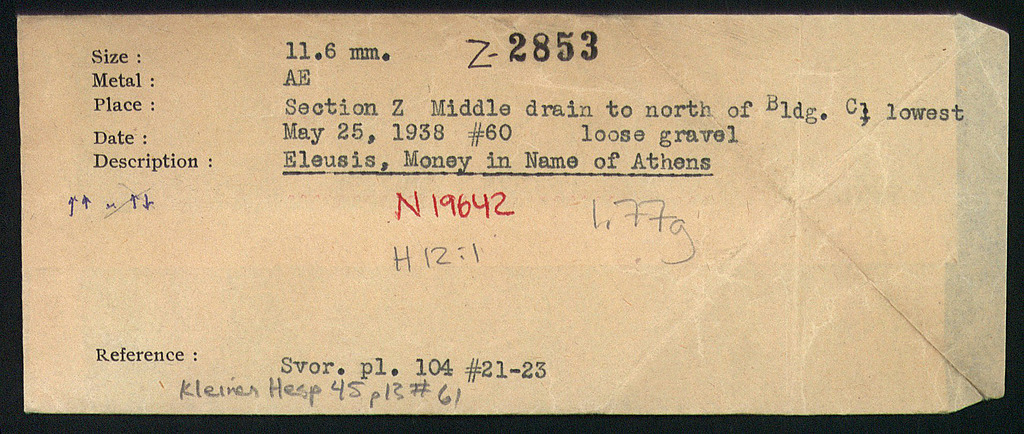 Size : 11.6 mm. Z-2853
Metal : AE
Place : Section Z Middle drain to north of Bldg. C; lowest
Date : May 25, 1938 #60 loose gravel
Description : Eleusis, Money in Name of Athens
↑↑ ↑↓
N 19642 1.77g
H 12:1
Reference : Svor. pl. 104 #21-23
Kleiner Hesp 45 p13 #61